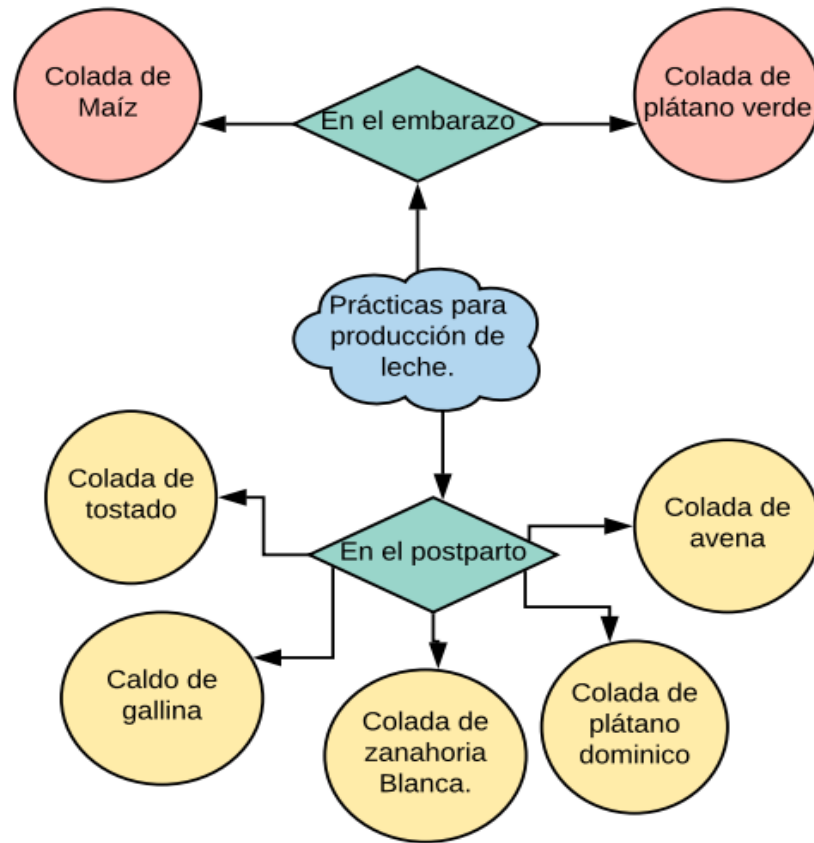 Colada de
Maíz
En el embarazo
Colada de
plátano verde
Prácticas para
producción de
leche.
Colada de
tostado
En el postparto
Colada de
avena
Caldo de
gallina
Colada de
zanahoria
Blanca.
Colada de
plátano
dominico